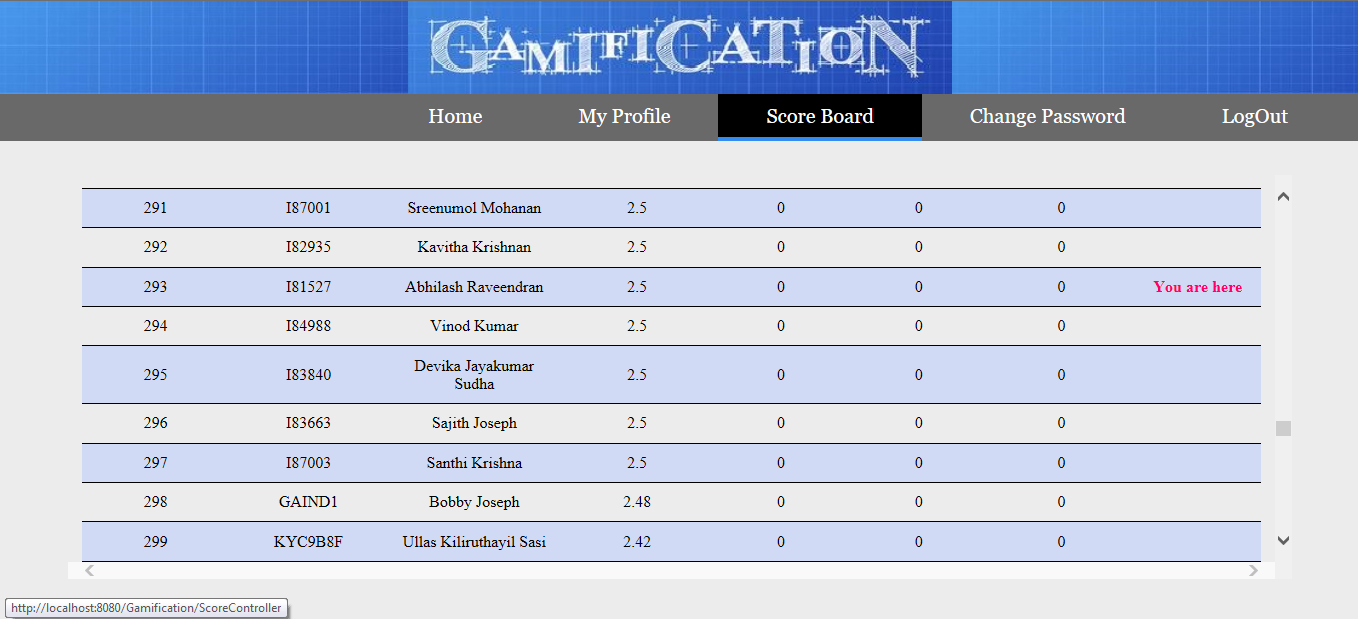 GAMIFICATION
Home My Profile Score Board Change Password LogOut
291 I87001 Sreenumol Mohanan 2.5 0 0 0
292 I82935 Kavitha Krishnan 2.5 0 0 0
293 I81527 Abhilash Raveendran 2.5 0 0 0 You are here
294 I84988 Vinod Kumar 2.5 0 0 0
295 I83840 Devika Jayakumar
Sudha 2.5 0 0 0
296 I83663 Sajith Joseph 2.5 0 0 0
297 I87003 Santhi Krishna 2.5 0 0 0
298 GAIND1 Bobby Joseph 2.48 0 0 0
299 KYC9B8F Ullas Kiliruthayil Sasi 2.42 0 0 0
http://localhost:8080/Gamification/ScoreController